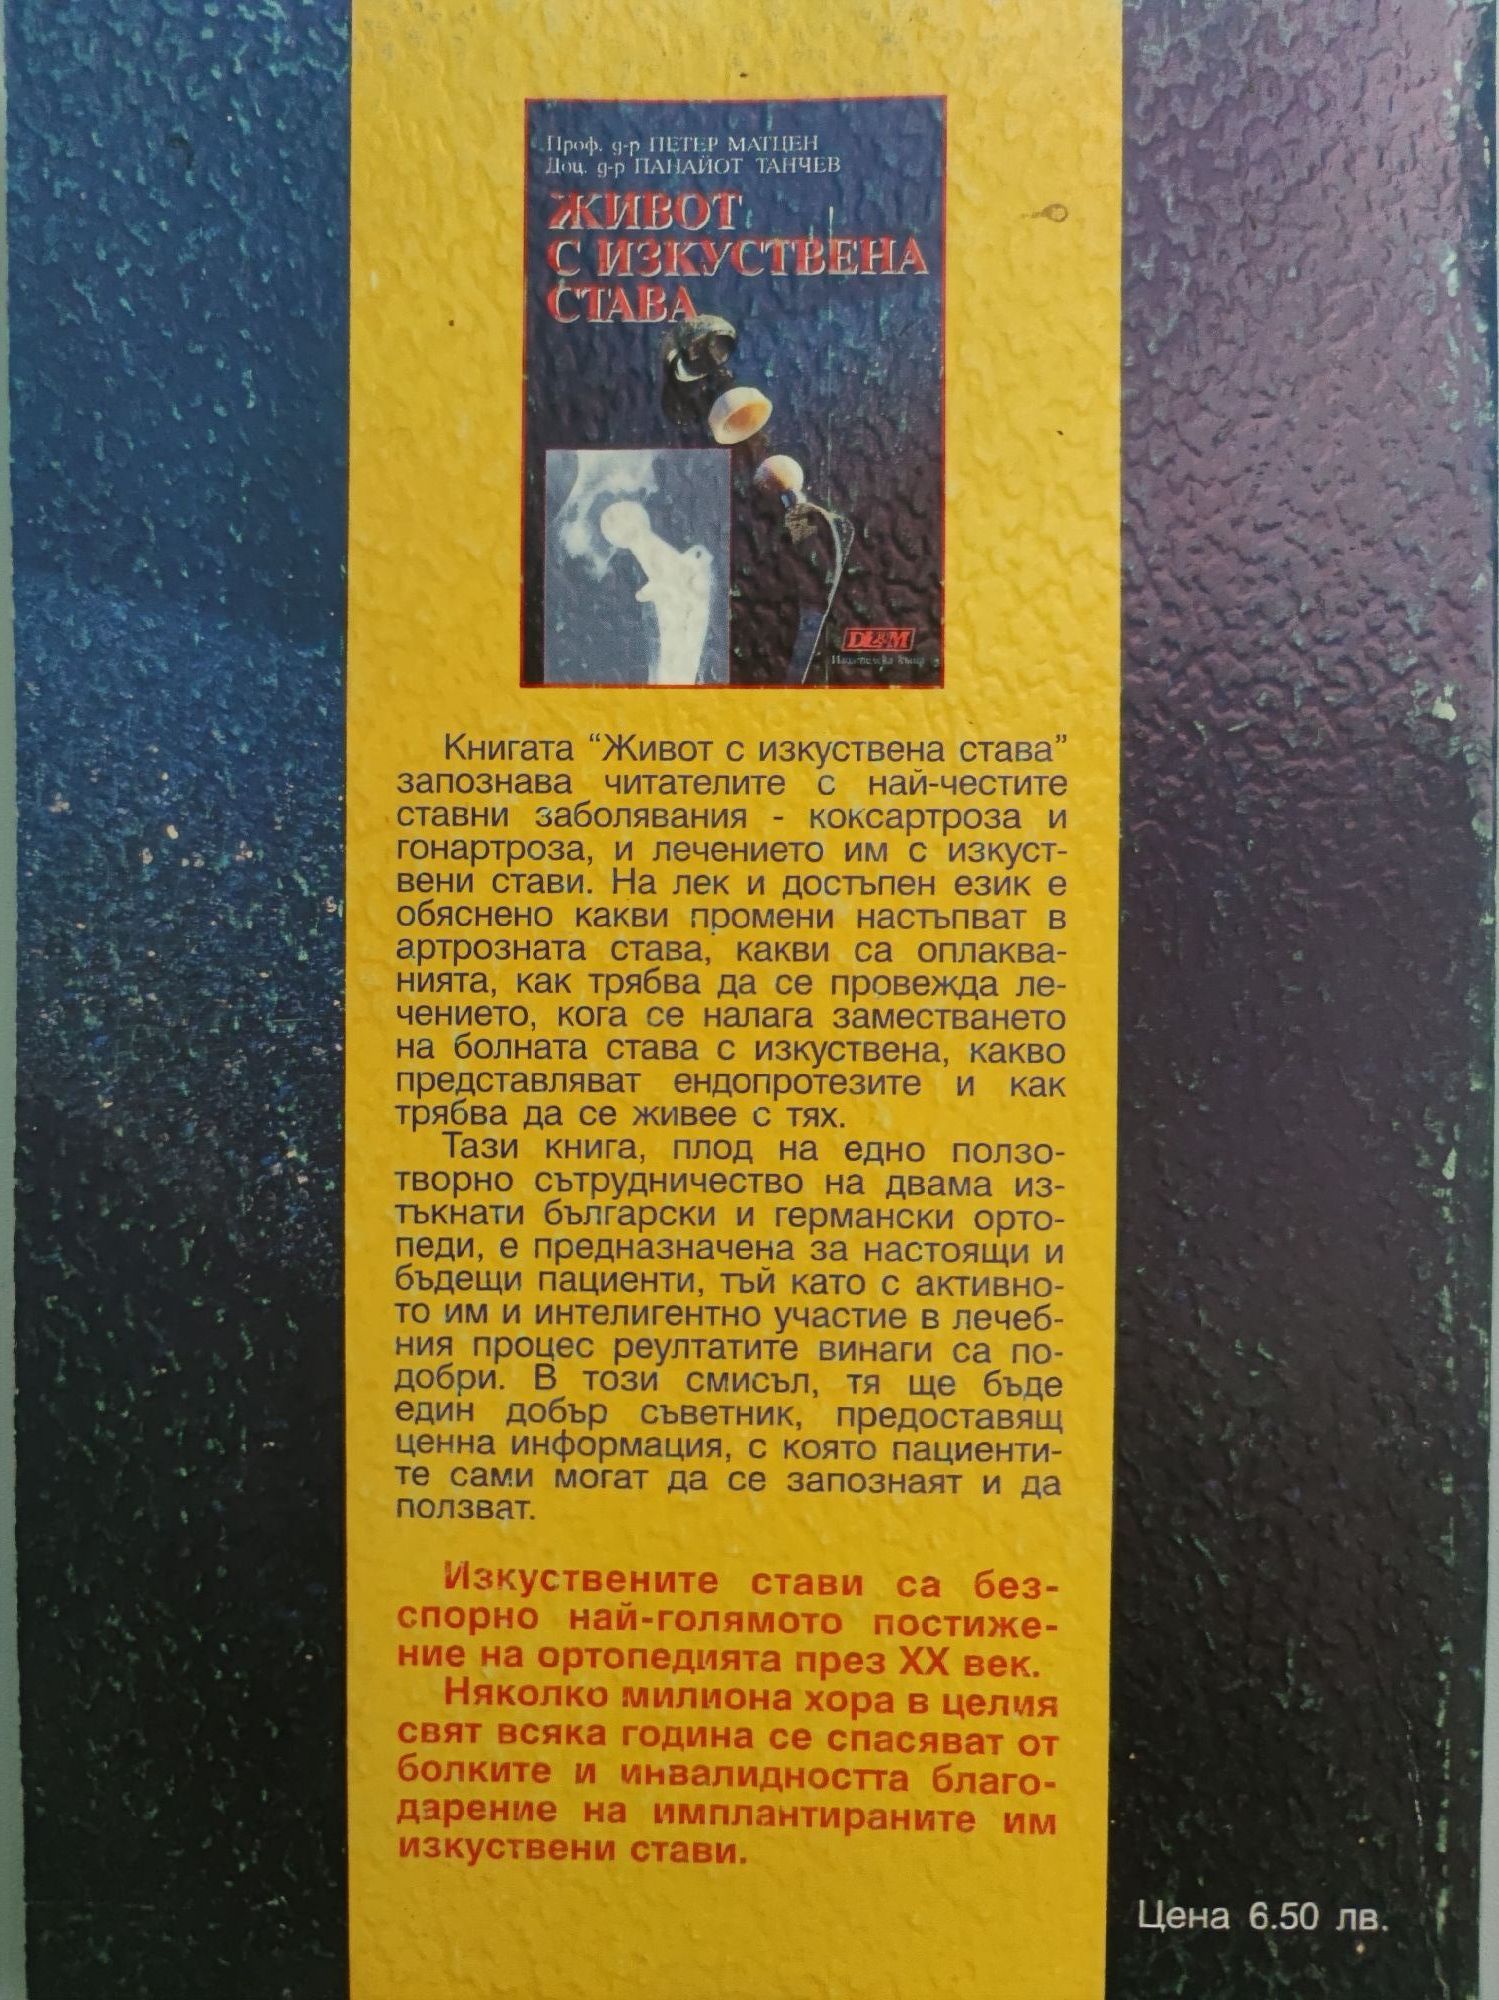 Проф. д-р ПЕТЕР МАТЦЕН
Доц. д-р ПАНАЙОТ ТАНЧЕВ
ЖИВОТ
С ИЗКУСТВЕНА
СТАВА
DL&M
Издателска къща
Книгата “Живот с изкуствена става”
запознава читателите с най-честите
ставни заболявания - коксартроза и
гонартроза, и лечението им с изкуст-
вени стави. На лек и достъпен език е
обяснено какви промени настъпват в
артрозната става, какви са оплаква-
нията, как трябва да се провежда ле-
чението, кога се налага заместването
на болната става с изкуствена, какво
представляват ендопротезите и как
трябва да се живее с тях.
Тази книга, плод на едно ползо-
творно сътрудничество на двама из-
тъкнати български и германски орто-
педи, е предназначена за настоящи и
бъдещи пациенти, тъй като с активно-
то им и интелигентно участие в лечеб-
ния процес реултатите винаги са по-
добри. В този смисъл, тя ще бъде
един добър съветник, предоставящ
ценна информация, с която пациенти-
те сами могат да се запознаят и да
ползват.
Изкуствените стави са без-
спорно най-голямото постиже-
ние на ортопедията през XX век.
Няколко милиона хора в целия
свят всяка година се спасяват от
болките и инвалидността благо-
дарение на имплантираните им
изкуствени стави.
Цена 6.50 лв.